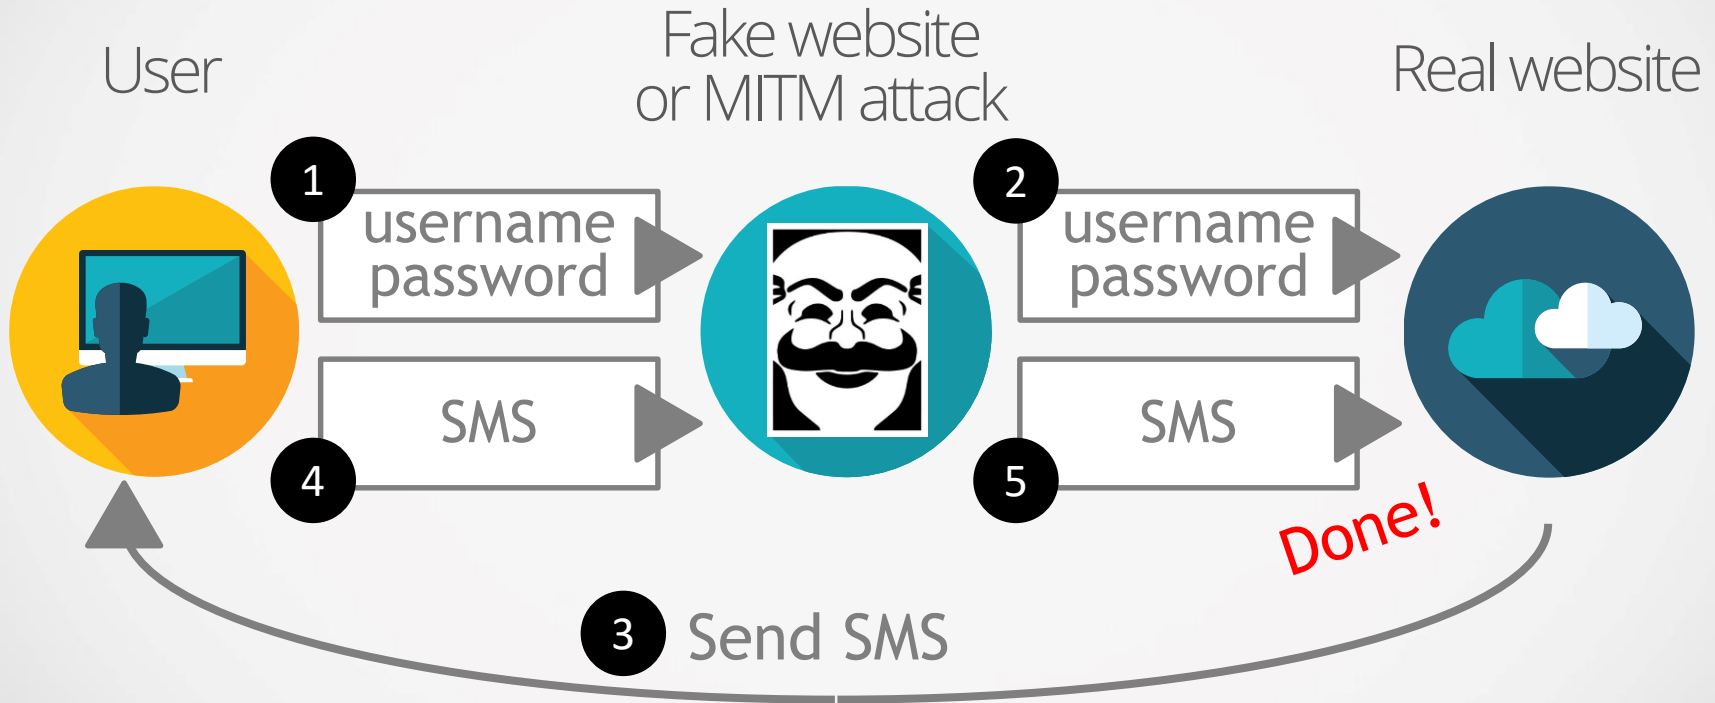 User
Fake website
or MITM attack
Real website
1
username
password
2
username
password
4
SMS
5
SMS
Done!
3
Send SMS